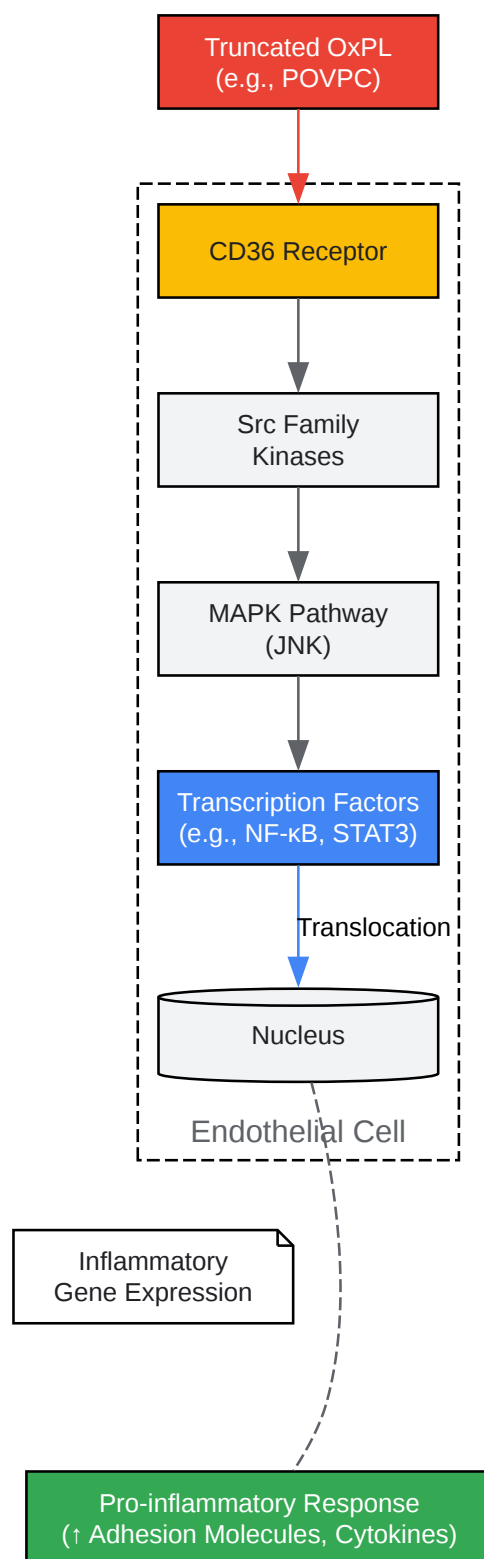 Truncated OxPL
(e.g., POVPC)
CD36 Receptor
Src Family
Kinases
MAPK Pathway
(JNK)
Transcription Factors
(e.g., NF-κB, STAT3)
Translocation
Nucleus
Endothelial Cell
Inflammatory
Gene Expression
Pro-inflammatory Response
(↑ Adhesion Molecules, Cytokines)